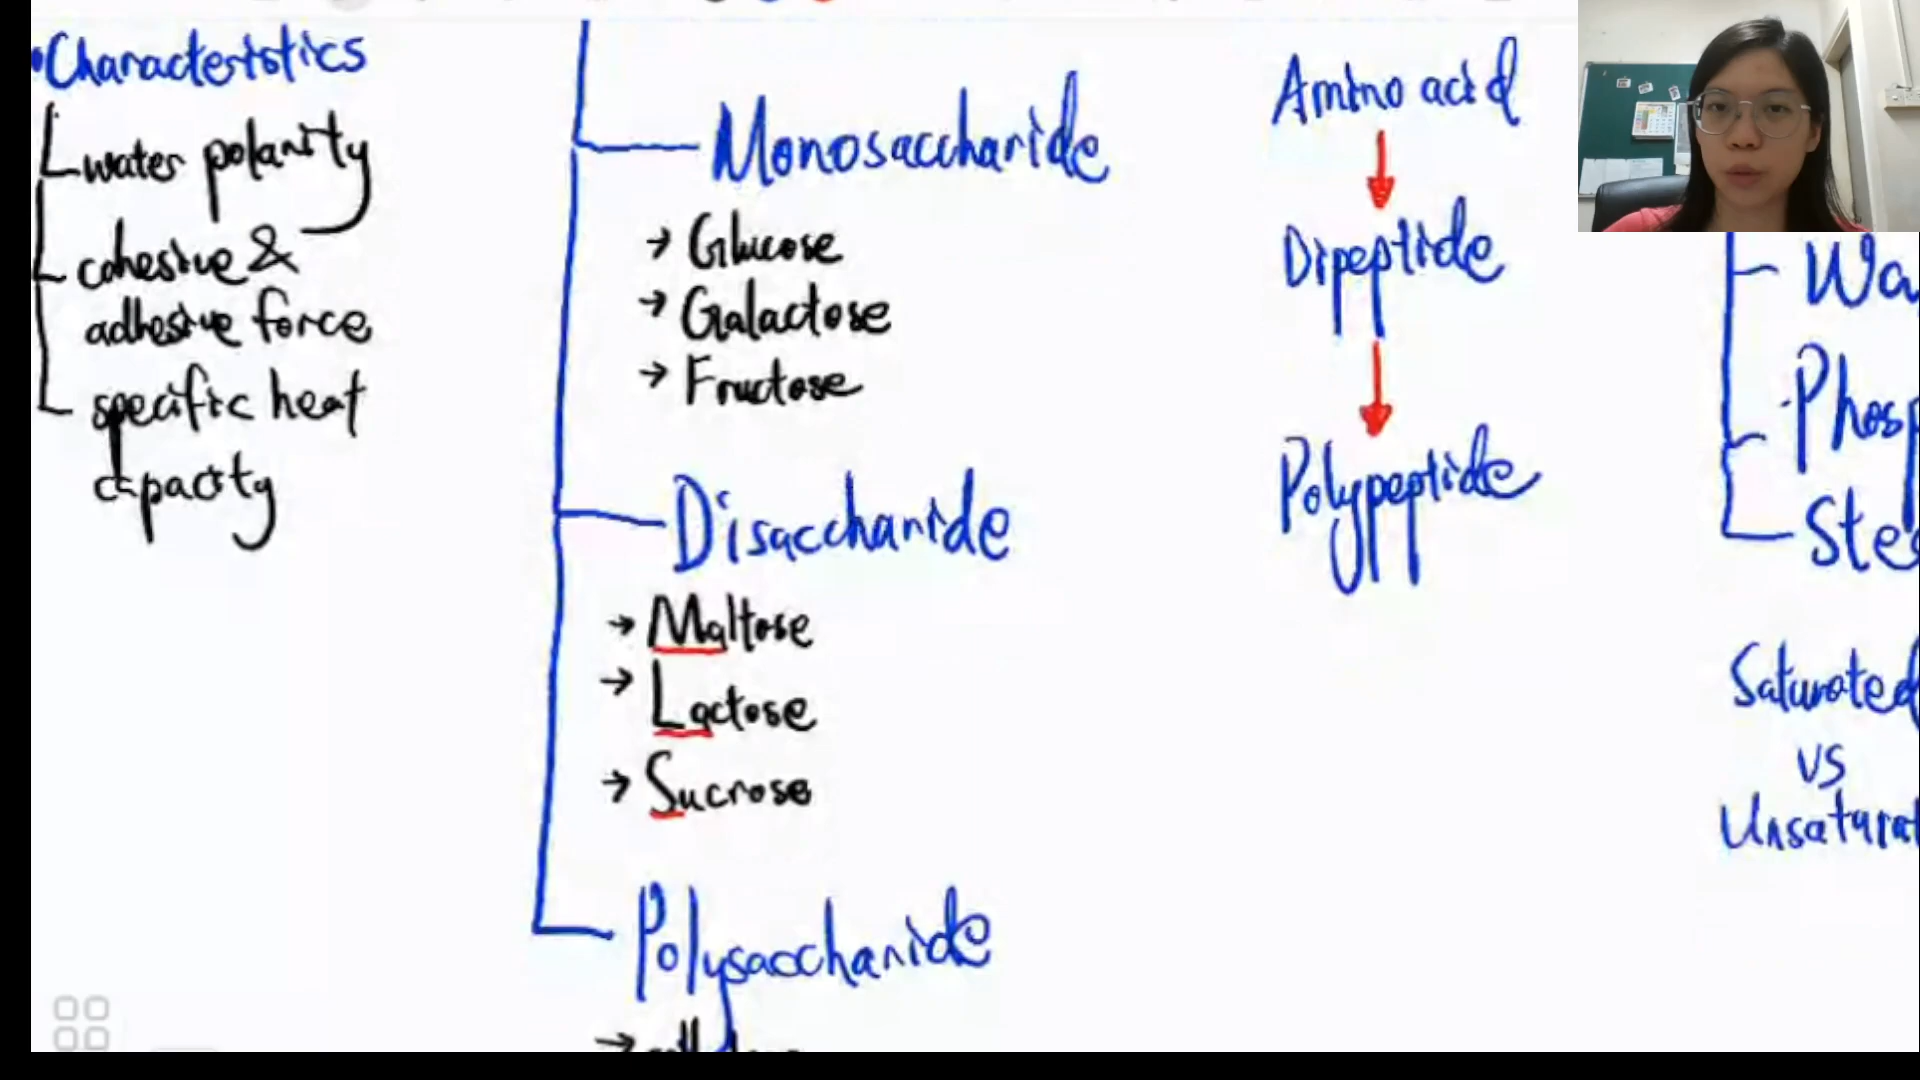 Characteristics
water polarity
cohesive &
adhesive force
specific heat
capacity
Monosaccharide
→ Glucose
→ Galactose
→ Fructose
Disaccharide
→ Maltose
→ Lactose
→ Sucrose
Polysaccharide
Amino acid
Dipeptide
Polypeptide
Saturated
vs